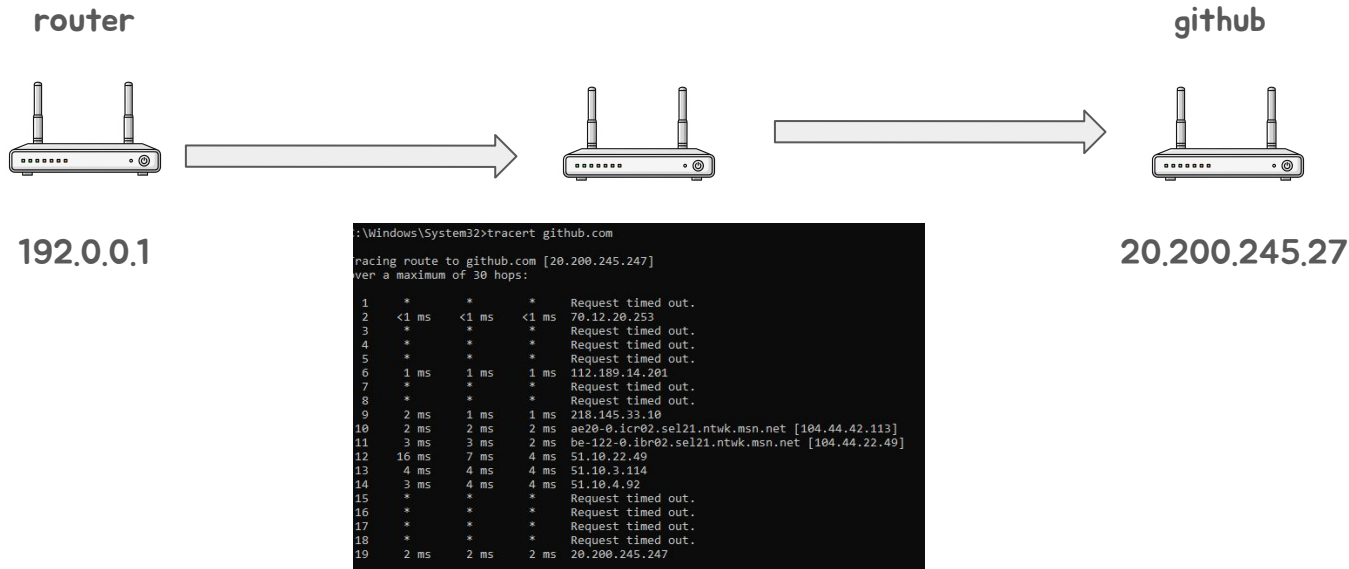 router
github
192.0.0.1
20.200.245.27
C:\Windows\System32>tracert github.com
Tracing route to github.com [20.200.245.247]
over a maximum of 30 hops:
1 * * * Request timed out.
2 <1 ms <1 ms <1 ms 70.12.20.253
3 * * * Request timed out.
4 * * * Request timed out.
5 * * * Request timed out.
6 1 ms 1 ms 1 ms 112.189.14.201
7 * * * Request timed out.
8 * * * Request timed out.
9 2 ms 1 ms 1 ms 218.145.33.10
10 2 ms 2 ms 2 ms ae20-0.icr02.sel21.ntwk.msn.net [104.44.42.113]
11 3 ms 3 ms 2 ms be-122-0.ibr02.sel21.ntwk.msn.net [104.44.22.49]
12 16 ms 7 ms 4 ms 51.10.22.49
13 4 ms 4 ms 4 ms 51.10.3.114
14 3 ms 4 ms 4 ms 51.10.4.92
15 * * * Request timed out.
16 * * * Request timed out.
17 * * * Request timed out.
18 * * * Request timed out.
19 2 ms 2 ms 2 ms 20.200.245.247